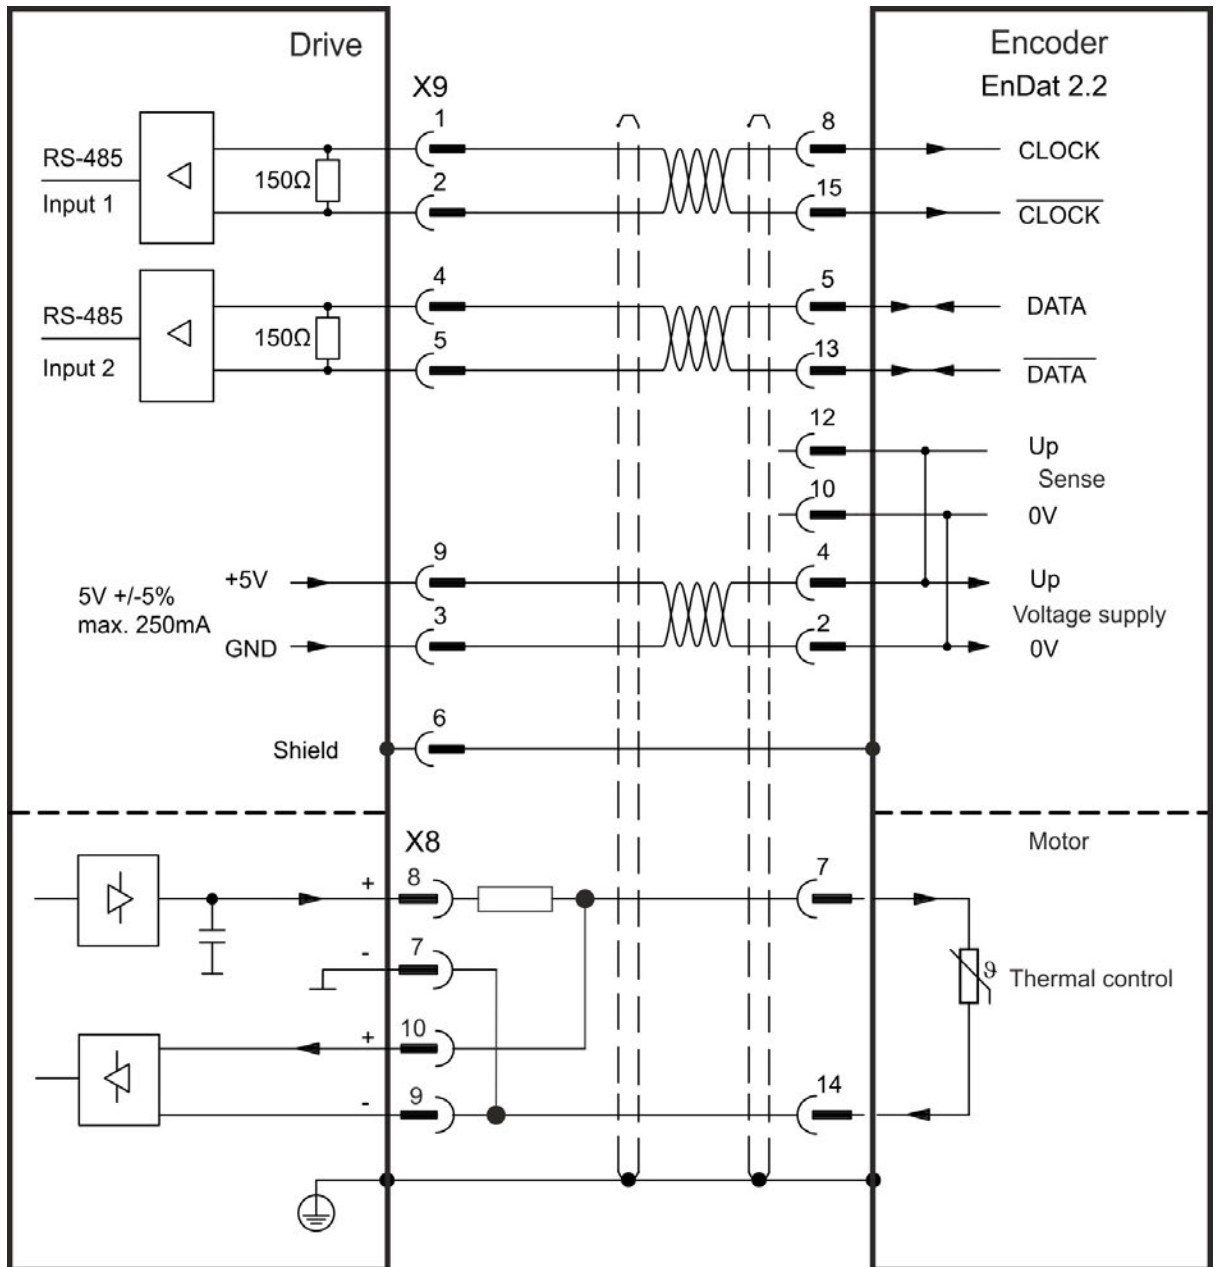 Drive
Encoder
EnDat 2.2
X9
1
8
RS-485
150Ω
CLOCK
Input 1
2
15
CLOCK
4
5
RS-485
150Ω
DATA
Input 2
5
13
DATA
12
Up
Sense
10
0V
9
4
+5V
Up
5V +/-5%
max. 250mA
3
2
Voltage supply
GND
0V
6
Shield
X8
Motor
8
7
+
7
-
ϑ
Thermal control
10
+
9
14
-